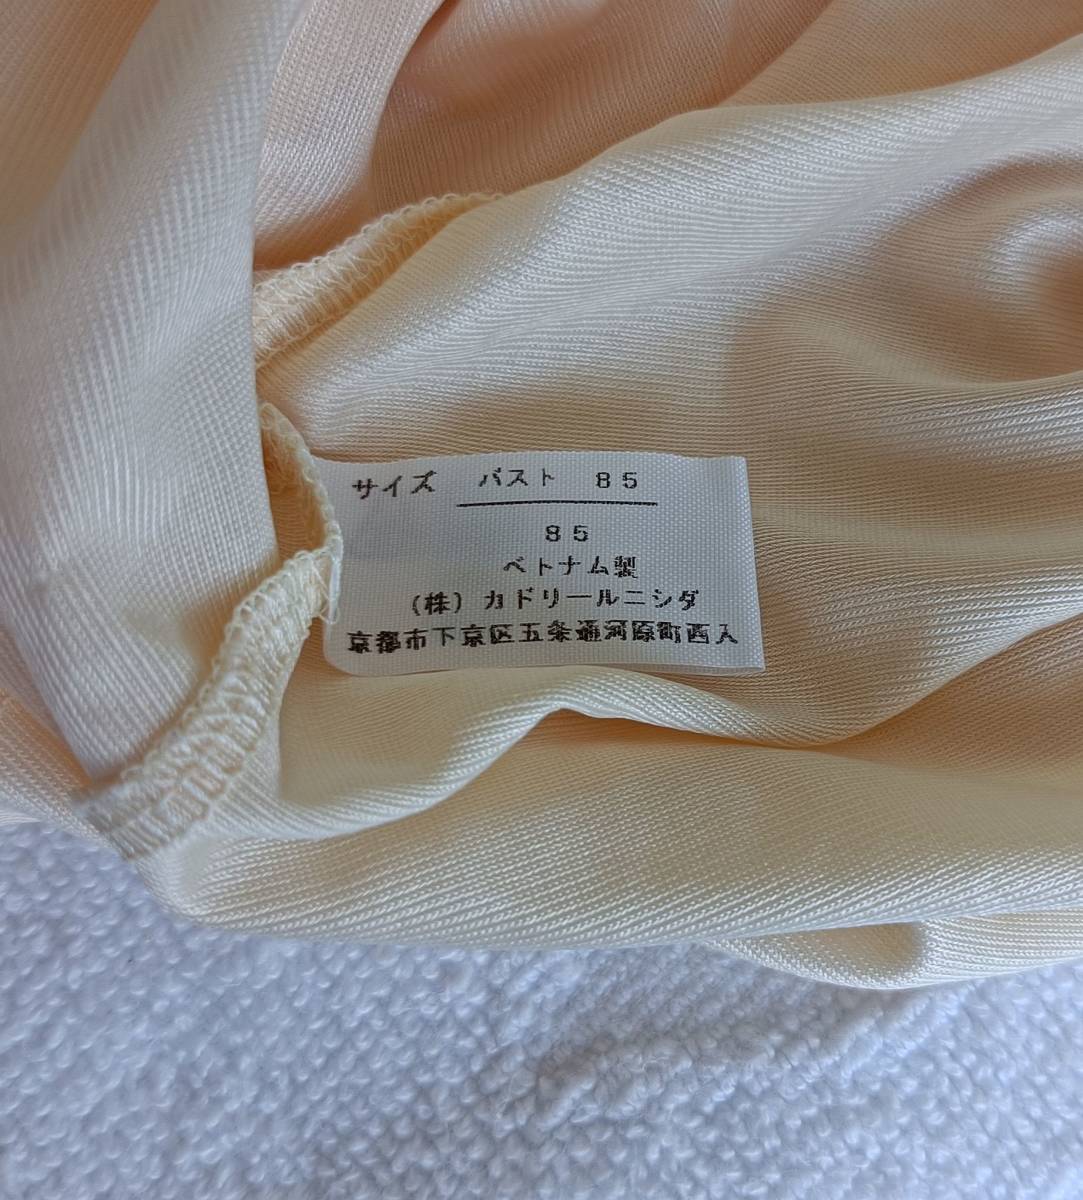 サイズ バスト 85
85
ベトナム製
(株) カドリールニシダ
京都市下京区五条通河原町西入